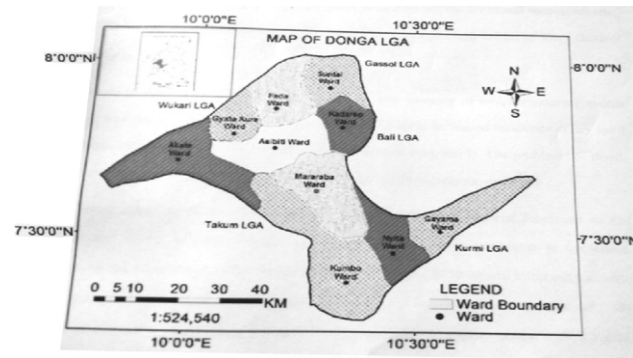 10°0'0"E
10°30'0"E
MAP OF DONGA LGA
8°0'0"N
8°0'0"N
Gassol LGA
Suntai
Ward
N
W E
S
Fada
Ward
Wukari LGA
Gyata Aure
Ward
Kadarko
Ward
Bali LGA
Asibiti Ward
Akate
Ward
Mararaba
Ward
Gayama
Ward
Takum LGA
7°30'0"N
7°30'0"N
Nyita
Ward
Kurmi LGA
Kumbo
Ward
0 5 10 20 30 40
KM
1:524,540
LEGEND
Ward Boundary
Ward
10°0'0"E
10°30'0"E